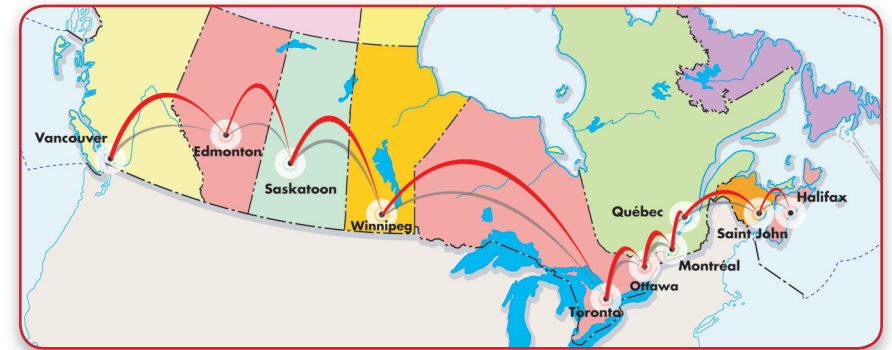 Vancouver
Edmonton
Saskatoon
Winnipeg
Toronto
Ottawa
Montréal
Québec
Saint John
Halifax